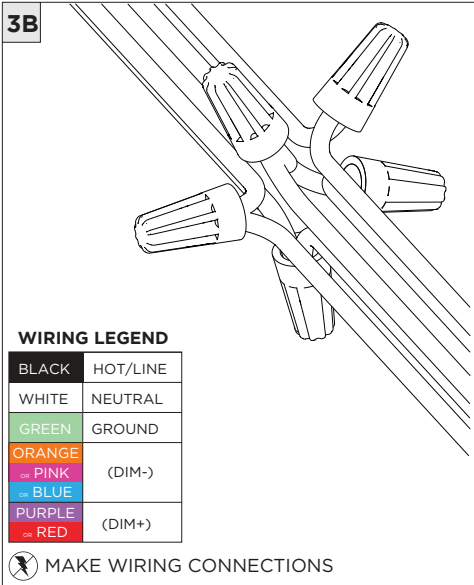 3B
WIRING LEGEND
BLACK HOT/LINE
WHITE NEUTRAL
GREEN GROUND
ORANGE
OR PINK (DIM-)
OR BLUE
PURPLE
OR RED (DIM+)
MAKE WIRING CONNECTIONS